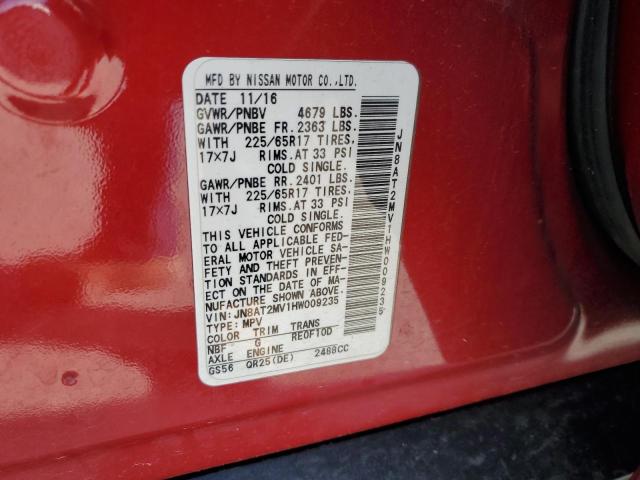 MFD BY NISSAN MOTOR CO.,LTD.
DATE 11/16
GVWR/PNBV 4679 LBS.
GAWR/PNBE FR. 2363 LBS.
WITH 225/65R17 TIRES,
17×7J RIMS.AT 33 PSI
COLD SINGLE.
GAWR/PNBE RR. 2401 LBS.
WITH 225/65R17 TIRES,
17×7J RIMS.AT 33 PSI
COLD SINGLE.
THIS VEHICLE CONFORMS
TO ALL APPLICABLE FED-
ERAL MOTOR VEHICLE SA-
FETY AND THEFT PREVEN-
TION STANDARDS IN EFF-
ECT ON THE DATE OF MA-
NUFACTURE SHOWN ABOVE.
VIN: JN8AT2MV1HW009235
TYPE: MPV
COLOR TRIM TRANS
NBF G RE0F10D
AXLE ENGINE
GS56 QR25(DE) 2488CC
JN8AT2MV1HW009235